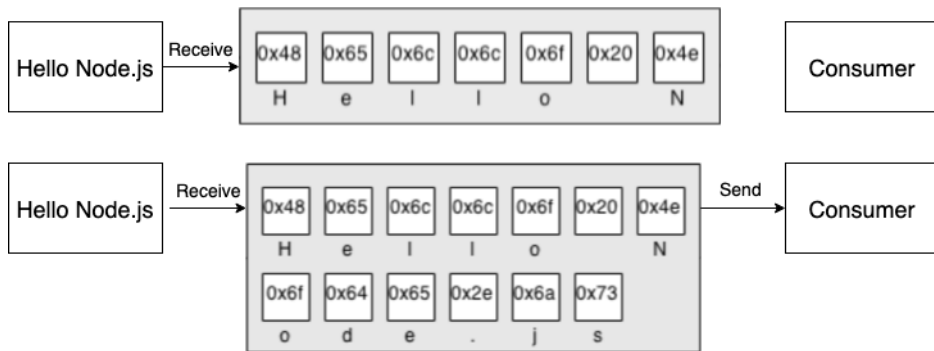 Hello Node.js
Receive
0x48 0x65 0x6c 0x6c 0x6f 0x20 0x4e
H e l l o N
Consumer
Hello Node.js
Receive
0x48 0x65 0x6c 0x6c 0x6f 0x20 0x4e
H e l l o N
0x6f 0x64 0x65 0x2e 0x6a 0x73
o d e . j s
Send
Consumer